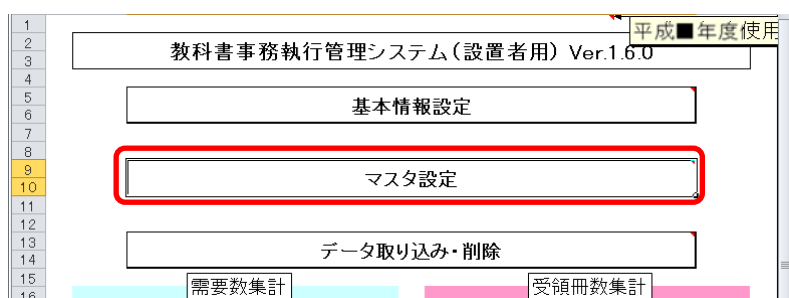 1
平成■年度使用
2
教科書事務執行管理システム(設置者用) Ver.1.6.0
3
4
5
基本情報設定
6
7
8
9
マスタ設定
10
11
12
13
データ取り込み・削除
14
15
需要数集計 受領冊数集計
16